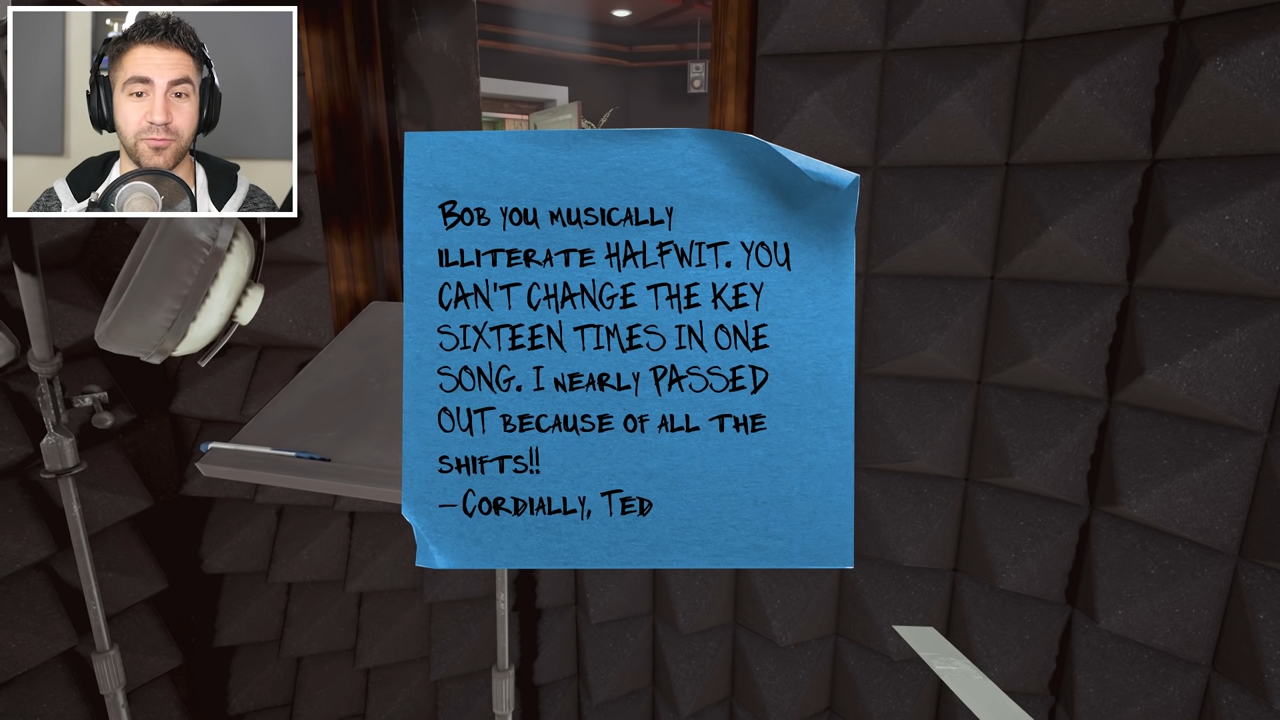 Bob you musically
illiterate HALFWIT. YOU
CAN'T CHANGE THE KEY
SIXTEEN TIMES IN ONE
SONG. I nearly PASSED
OUT because of all the
shifts!!
–Cordially, Ted